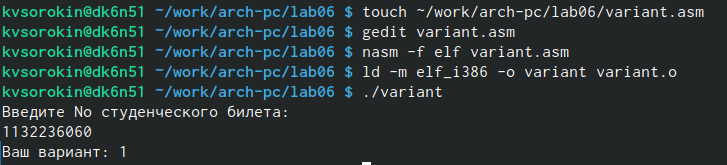 kvsorokin@dk6n51 ~/work/arch-pc/lab06 $ touch ~/work/arch-pc/lab06/variant.asm
kvsorokin@dk6n51 ~/work/arch-pc/lab06 $ gedit variant.asm
kvsorokin@dk6n51 ~/work/arch-pc/lab06 $ nasm -f elf variant.asm
kvsorokin@dk6n51 ~/work/arch-pc/lab06 $ ld -m elf_i386 -o variant variant.o
kvsorokin@dk6n51 ~/work/arch-pc/lab06 $ ./variant
Введите No студенческого билета:
1132236060
Ваш вариант: 1